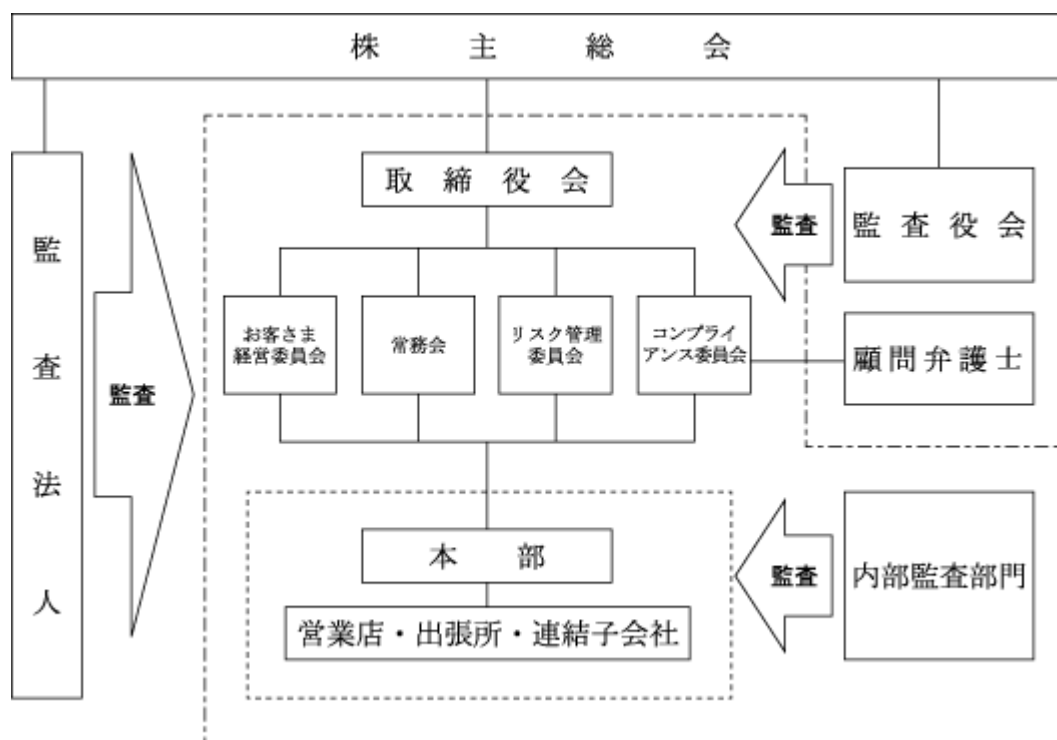 株主総会
監査法人
監査
取締役会
監査
監査役会
お客さま
経営委員会
常務会
リスク管理
委員会
コンプライ
アンス委員会
顧問弁護士
本部
営業店・出張所・連結子会社
監査
内部監査部門